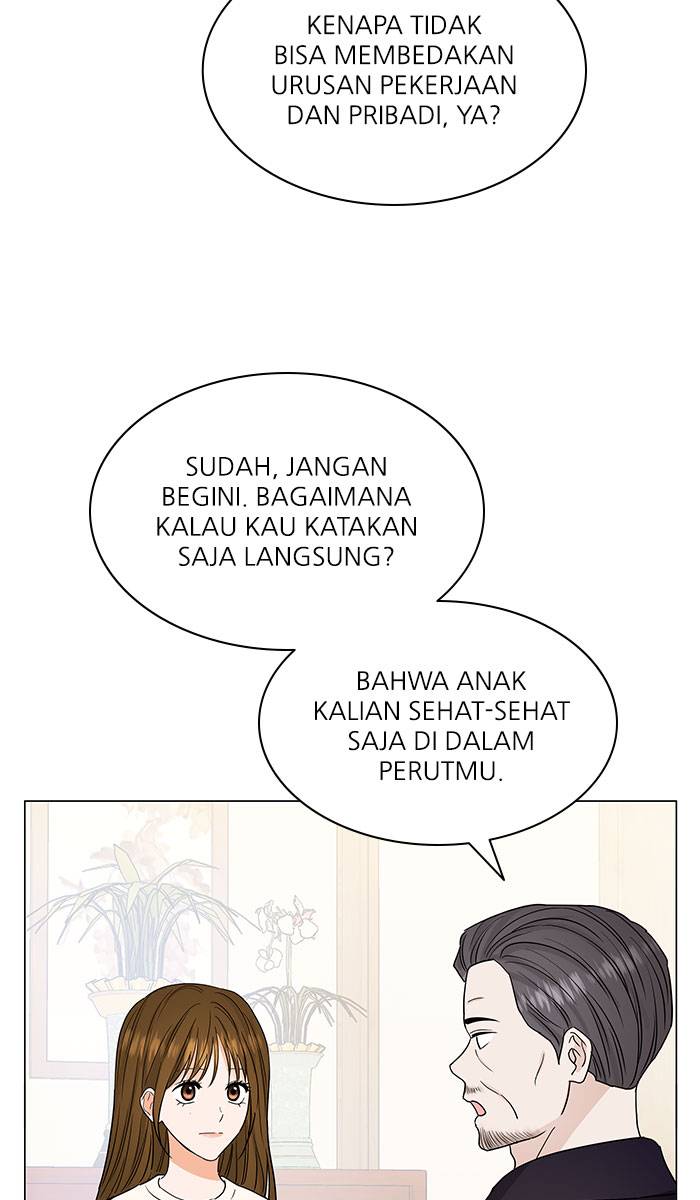 KENAPA TIDAK
BISA MEMBEDAKAN
URUSAN PEKERJAAN
DAN PRIBADI, YA?
SUDAH, JANGAN
BEGINI. BAGAIMANA
KALAU KAU KATAKAN
SAJA LANGSUNG?
BAHWA ANAK
KALIAN SEHAT-SEHAT
SAJA DI DALAM
PERUTMU.